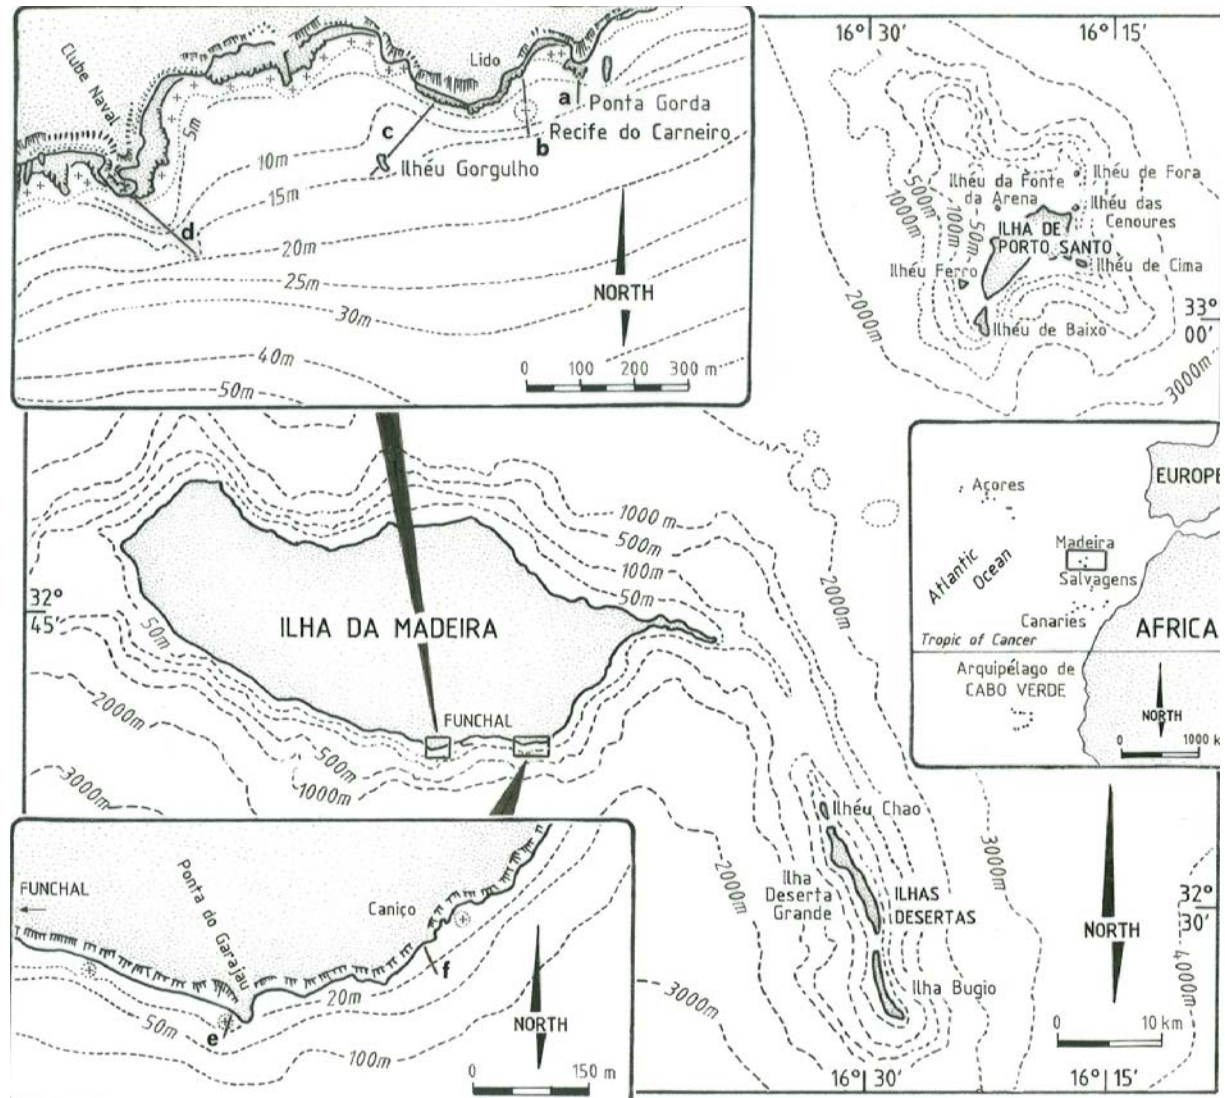 Clube Naval
5m
Lido
a
Ponta Gorda
Recife do Carneiro
b
c
Ilhéu Gorgulho
10m
15m
d
20m
25m
30m
40m
50m
NORTH
0 100 200 300 m
16° 30' 16° 15'
500m
1000m
100m
50m
2000m
3000m
Ilhéu da Fonte
da Arena
Ilhéu de Fora
Ilhéu das
Cenoures
ILHA DE
PORTO SANTO
Ilhéu de Cima
Ilhéu Ferro
Ilhéu de Baixo
33°
00'
32°
45'
ILHA DA MADEIRA
FUNCHAL
1000 m
500m
100m
50m
2000m
50m
2000m
500m
1000m
3000m
EUROPE
Açores
Atlantic
Ocean
Madeira
Salvagens
Canaries
AFRICA
Tropic of Cancer
Arquipélago de
CABO VERDE
NORTH
0 1000 k
Ilhéu Chao
Ilha
Deserta
Grande
ILHAS
DESERTAS
Ilha Bugio
2000m
3000m
3000m
4000m
32°
30'
NORTH
0 10 km
16° 30' 16° 15'
FUNCHAL
Ponta do Garajau
Caniço
f
e
20m
50m
100m
NORTH
0 150 m